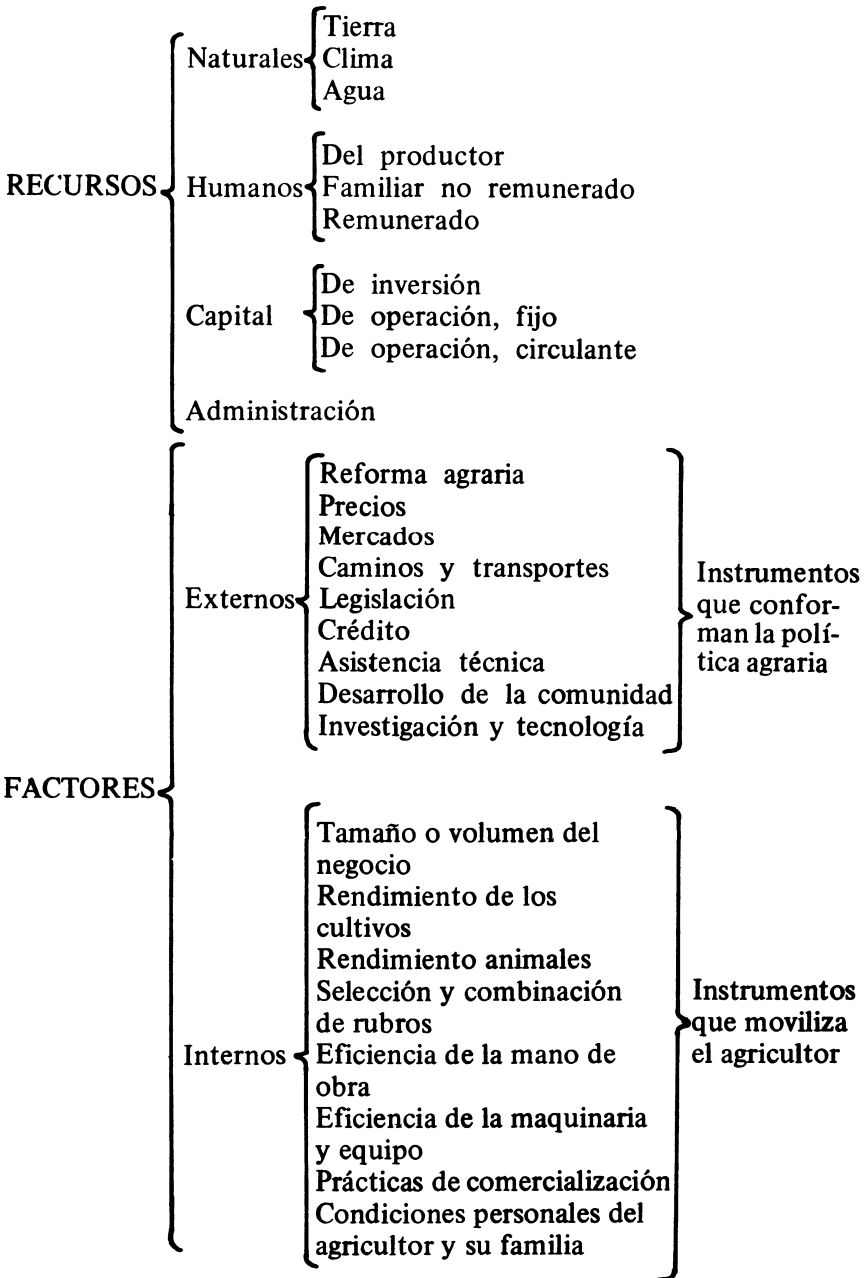 RECURSOS
Naturales
Tierra
Clima
Agua
Humanos
Del productor
Familiar no remunerado
Remunerado
Capital
De inversión
De operación, fijo
De operación, circulante
Administración
FACTORES
Externos
Reforma agraria
Precios
Mercados
Caminos y transportes
Legislación
Crédito
Asistencia técnica
Desarrollo de la comunidad
Investigación y tecnología
Instrumentos
que confor-
man la polí-
tica agraria
Internos
Tamaño o volumen del
negocio
Rendimiento de los
cultivos
Rendimiento animales
Selección y combinación
de rubros
Eficiencia de la mano de
obra
Eficiencia de la maquinaria
y equipo
Prácticas de comercialización
Condiciones personales del
agricultor y su familia
Instrumentos
que moviliza
el agricultor